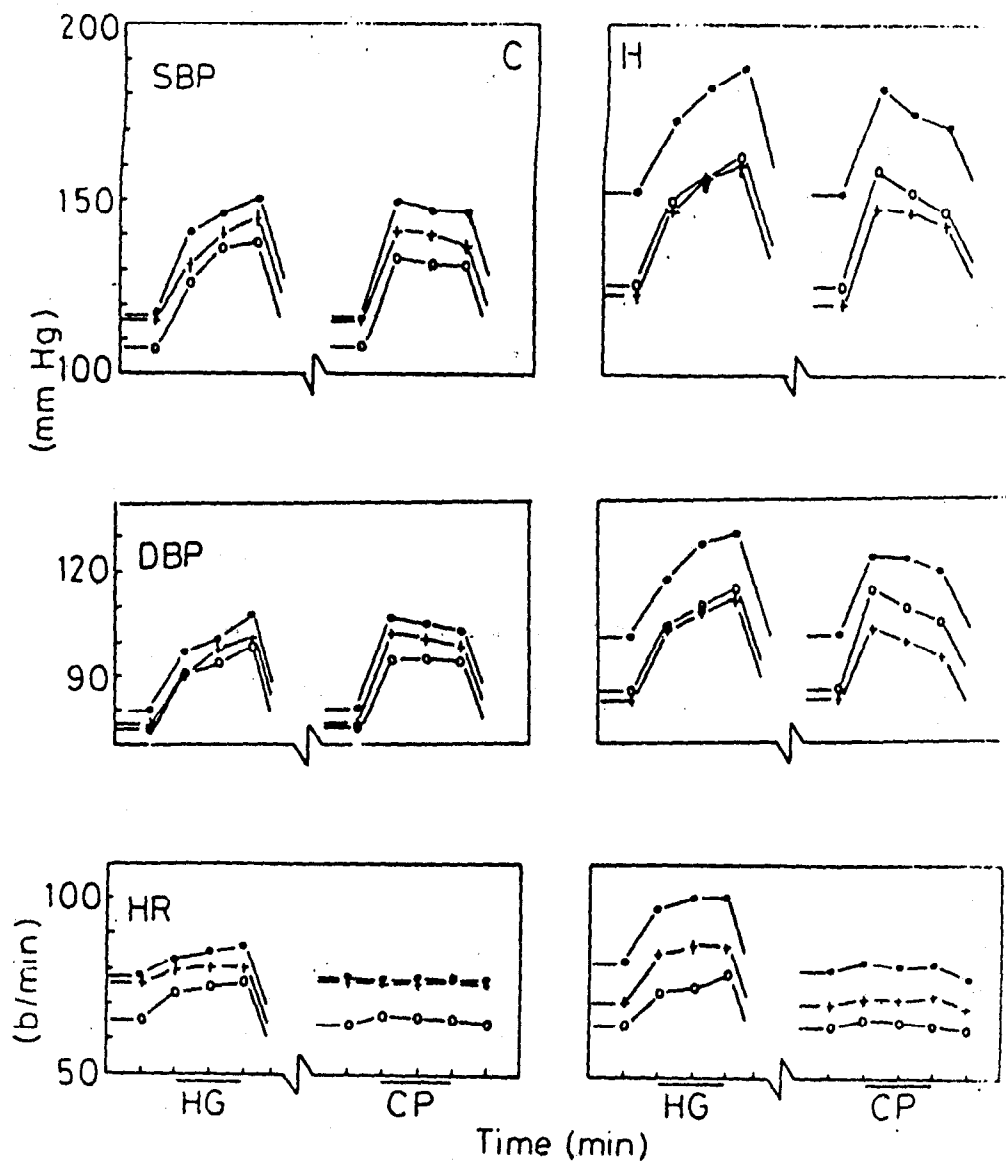 200
SBP
C
H
150
100
(mm Hg)
DBP
120
90
HR
100
(b/min)
50
HG
CP
HG
CP
Time (min)